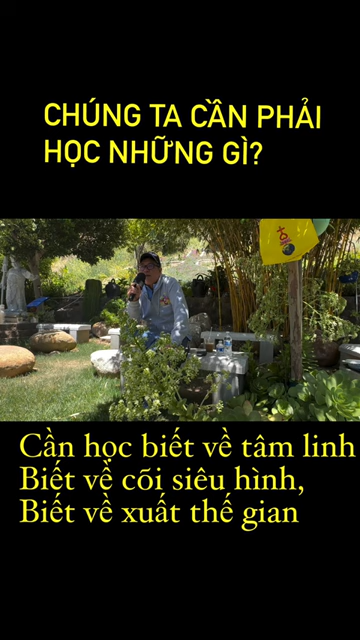 CHÚNG TA CẦN PHẢI
HỌC NHỮNG GÌ?
Cần học biết về tâm linh
Biết về cõi siêu hình,
Biết về xuất thế gian